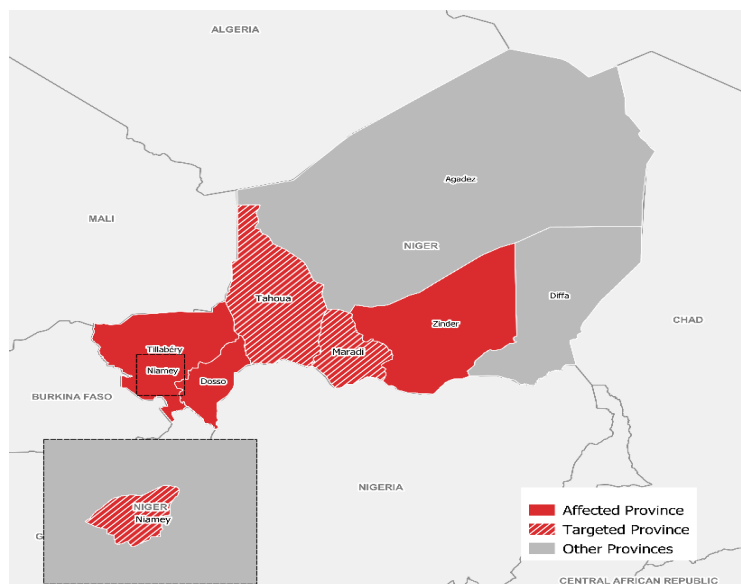 ALGERIA
Agadez
MALI
NIGER
Tahoua
Diffa
CHAD
Zinder
Tillabéry
Maradi
Niamey
Dosso
BURKINA FASO
NIGERIA
NIGER
Niamey
G
Affected Province
Targeted Province
Other Provinces
CENTRAL AFRICAN REPUBLIC